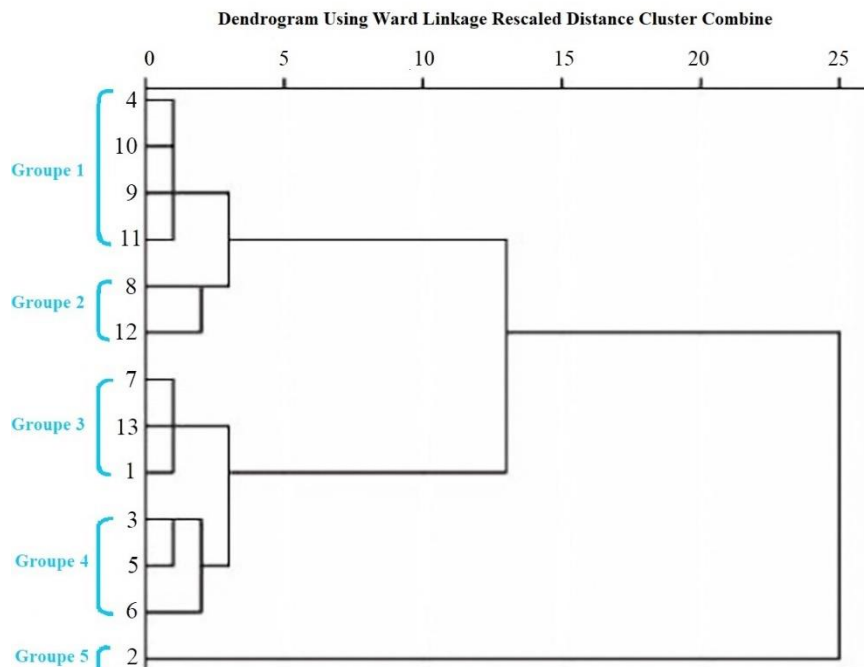 Dendrogram Using Ward Linkage Rescaled Distance Cluster Combine
0 5 10 15 20 25
4
10
Groupe 1
9
11
8
Groupe 2
12
7
Groupe 3
13
1
3
Groupe 4
5
6
Groupe 5
2